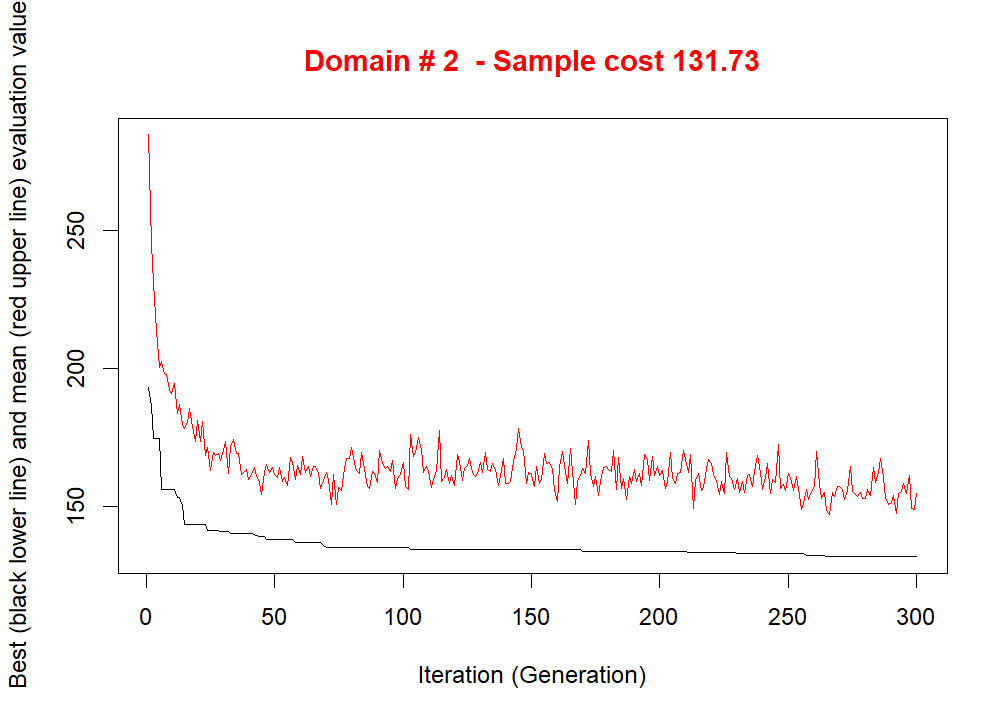 Domain # 2  - Sample cost 131.73
Best (black lower line) and mean (red upper line) evaluation value
250
200
150
0 50 100 150 200 250 300
Iteration (Generation)